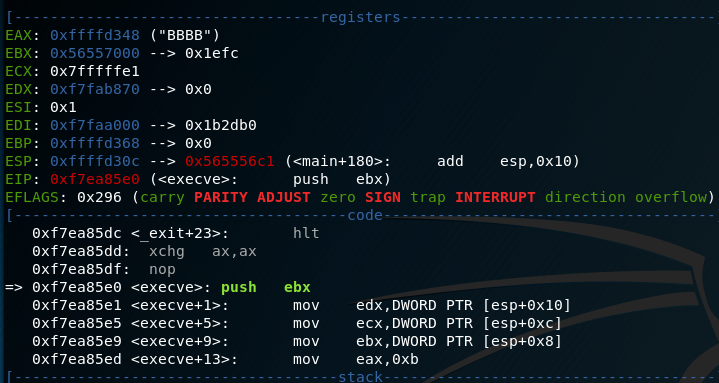 [----------------------------------registers-----------------------------------
EAX: 0xffffd348 ("BBBB")
EBX: 0x56557000 --> 0x1efc
ECX: 0x7fffffe1
EDX: 0xf7fab870 --> 0x0
ESI: 0x1
EDI: 0xf7faa000 --> 0x1b2db0
EBP: 0xffffd368 --> 0x0
ESP: 0xffffd30c --> 0x565556c1 (<main+180>:     add    esp,0x10)
EIP: 0xf7ea85e0 (<execve>:      push   ebx)
EFLAGS: 0x296 (carry PARITY ADJUST zero SIGN trap INTERRUPT direction overflow)
[-------------------------------------code-------------------------------------
   0xf7ea85dc <_exit+23>:       hlt
   0xf7ea85dd:  xchg   ax,ax
   0xf7ea85df:  nop
=> 0xf7ea85e0 <execve>: push   ebx
   0xf7ea85e1 <execve+1>:       mov    edx,DWORD PTR [esp+0x10]
   0xf7ea85e5 <execve+5>:       mov    ecx,DWORD PTR [esp+0xc]
   0xf7ea85e9 <execve+9>:       mov    ebx,DWORD PTR [esp+0x8]
   0xf7ea85ed <execve+13>:      mov    eax,0xb
[------------------------------------stack-------------------------------------